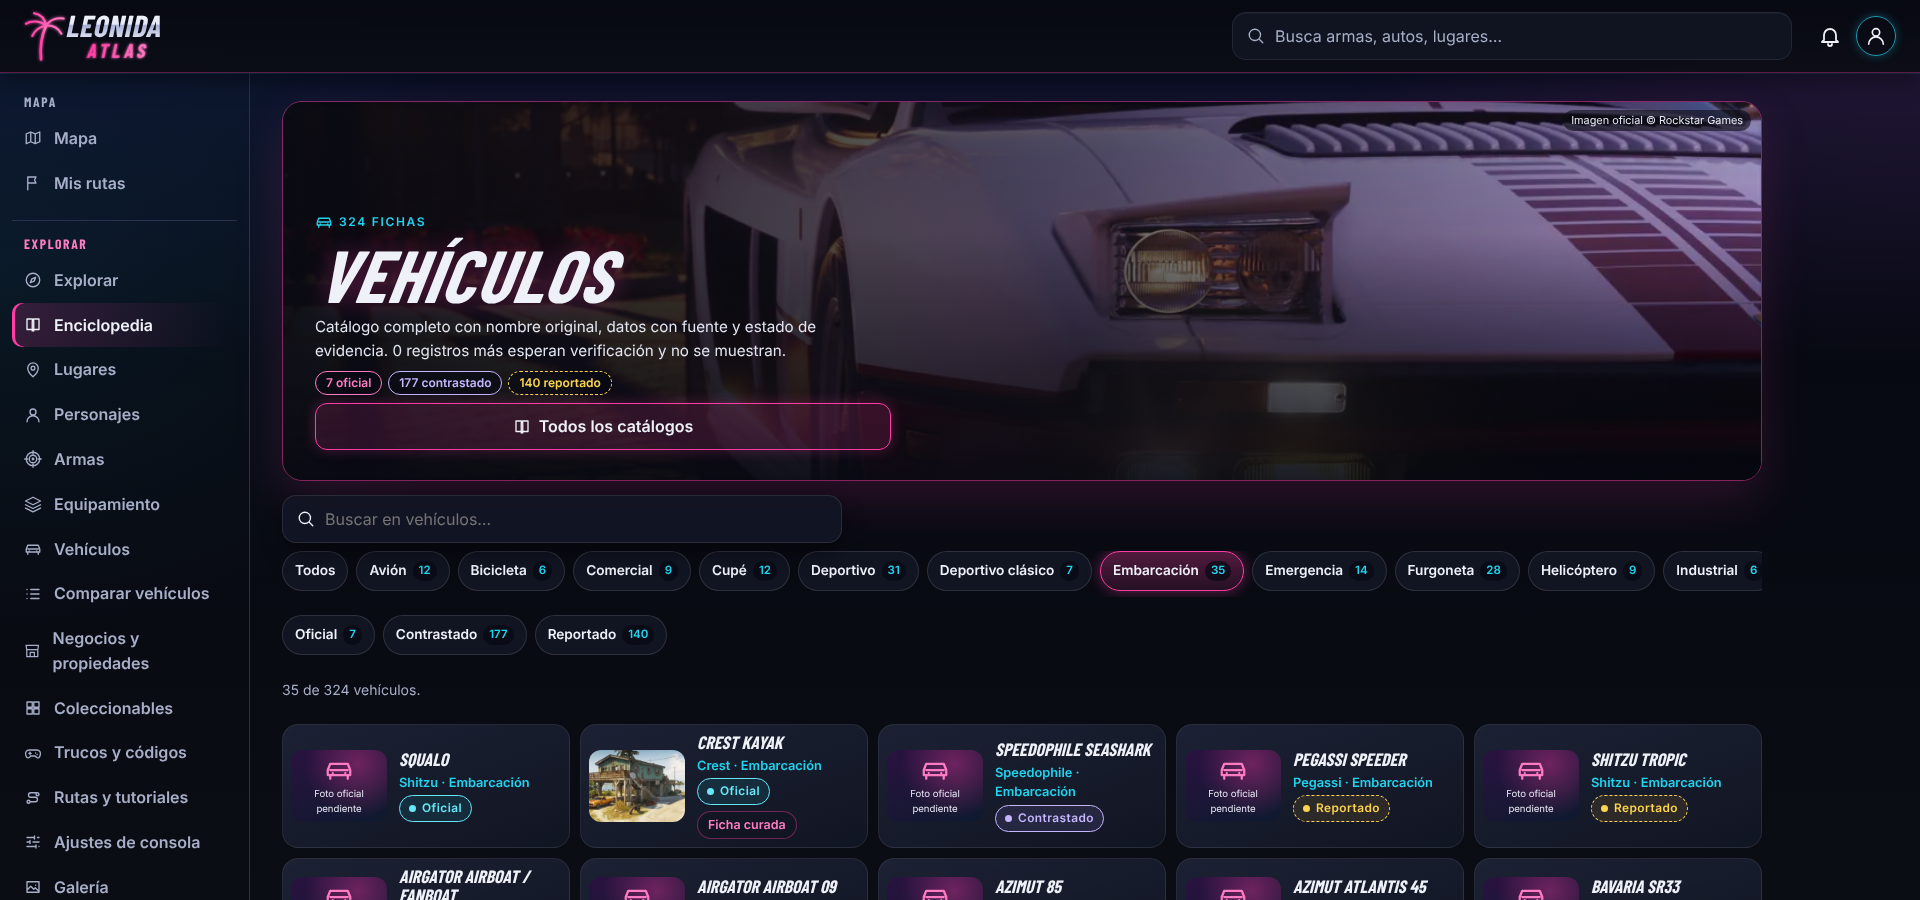 LEONIDA
ATLAS
Busca armas, autos, lugares...
MAPA
Mapa
Mis rutas
EXPLORAR
Explorar
Enciclopedia
Lugares
Personajes
Armas
Equipamiento
Vehículos
Comparar vehículos
Negocios y
propiedades
Coleccionables
Trucos y códigos
Rutas y tutoriales
Ajustes de consola
Galería
Imagen oficial © Rockstar Games
324 FICHAS
VEHÍCULOS
Catálogo completo con nombre original, datos con fuente y estado de
evidencia. 0 registros más esperan verificación y no se muestran.
7 oficial 177 contrastado 140 reportado
Todos los catálogos
Buscar en vehículos...
Todos Avión 12 Bicicleta 6 Comercial 9 Cupé 12 Deportivo 31 Deportivo clásico 7 Embarcación 35 Emergencia 14 Furgoneta 28 Helicóptero 9 Industrial 6
Oficial 7 Contrastado 177 Reportado 140
35 de 324 vehículos.
Foto oficial
pendiente
SQUALO
Shitzu · Embarcación
Oficial
CREST KAYAK
Crest · Embarcación
Oficial
Ficha curada
Foto oficial
pendiente
SPEEDOPHILE SEASHARK
Speedophile ·
Embarcación
Contrastado
Foto oficial
pendiente
PEGASSI SPEEDER
Pegassi · Embarcación
Reportado
Foto oficial
pendiente
SHITZU TROPIC
Shitzu · Embarcación
Reportado
AIRGATOR AIRBOAT /
FANBOAT
AIRGATOR AIRBOAT 09
AZIMUT 85
AZIMUT ATLANTIS 45
BAVARIA SR33